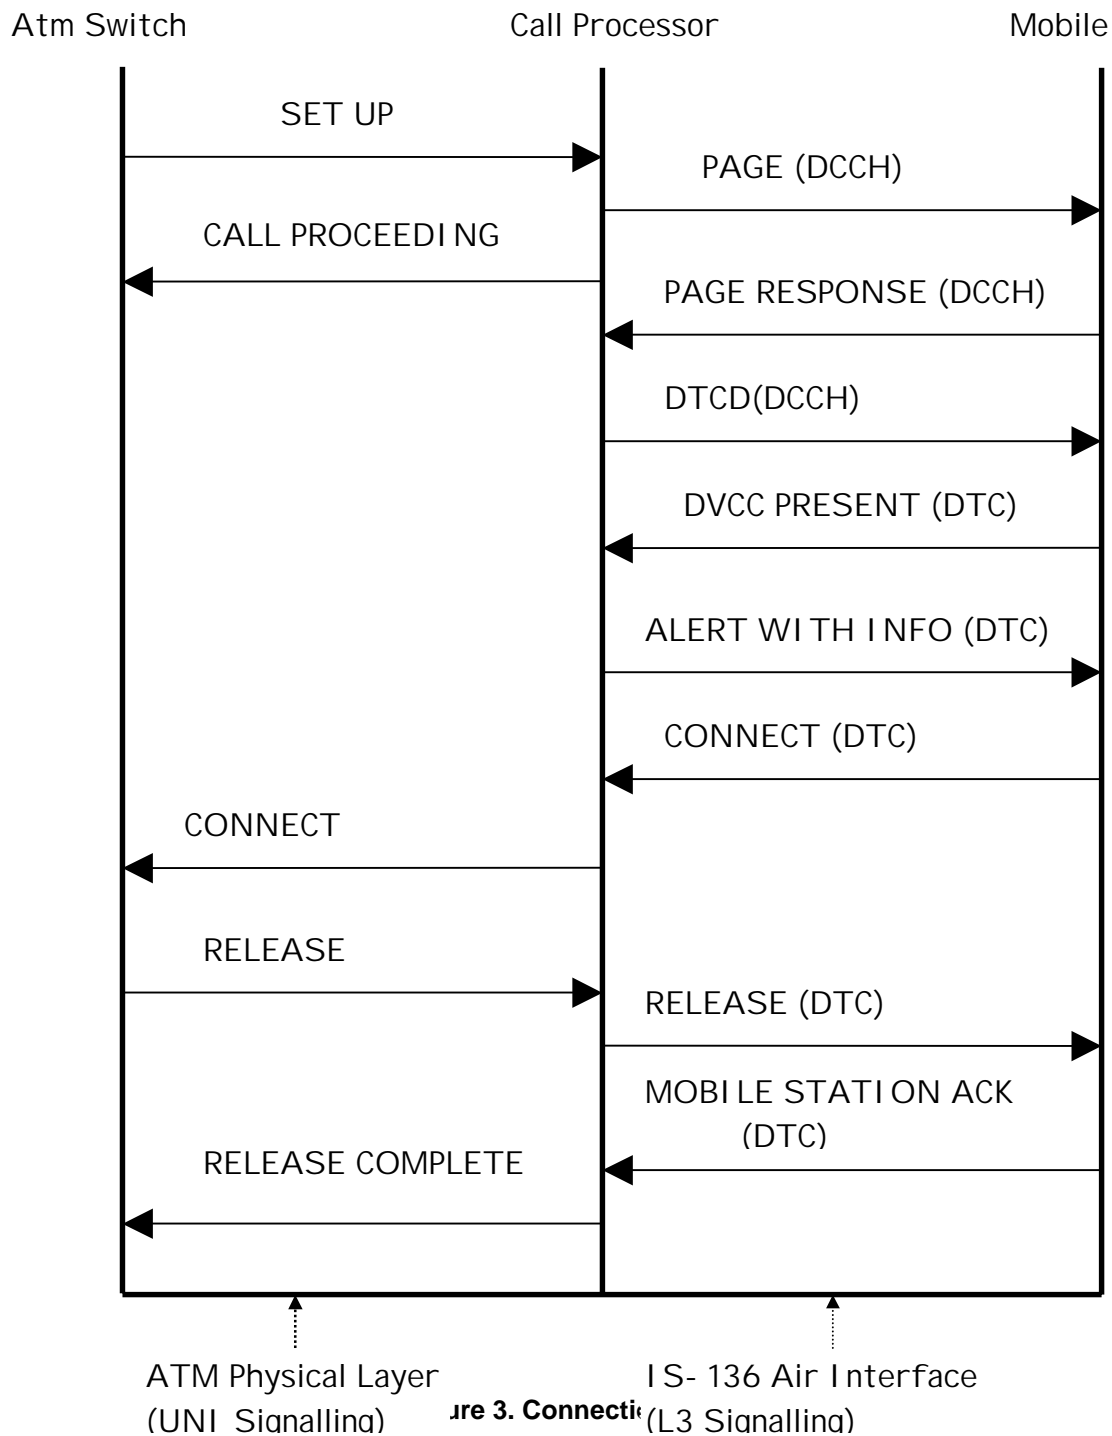 Atm Switch Call Processor Mobile
SET UP
PAGE (DCCH)
CALL PROCEEDING
PAGE RESPONSE (DCCH)
DTCD(DCCH)
DVCC PRESENT (DTC)
ALERT WITH INFO (DTC)
CONNECT (DTC)
CONNECT
RELEASE
RELEASE (DTC)
MOBILE STATION ACK
(DTC)
RELEASE COMPLETE
ATM Physical Layer
(UNI Signalling)
IS-136 Air Interface
(L3 Signalling)
3.